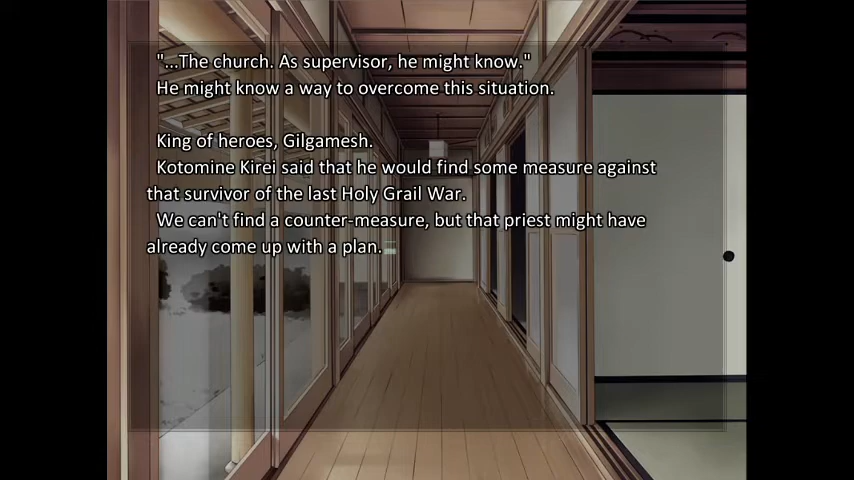 "...The church. As supervisor, he might know."
He might know a way to overcome this situation.
King of heroes, Gilgamesh.
Kotomine Kirei said that he would find some measure against
that survivor of the last Holy Grail War.
We can't find a counter-measure, but that priest might have
already come up with a plan.